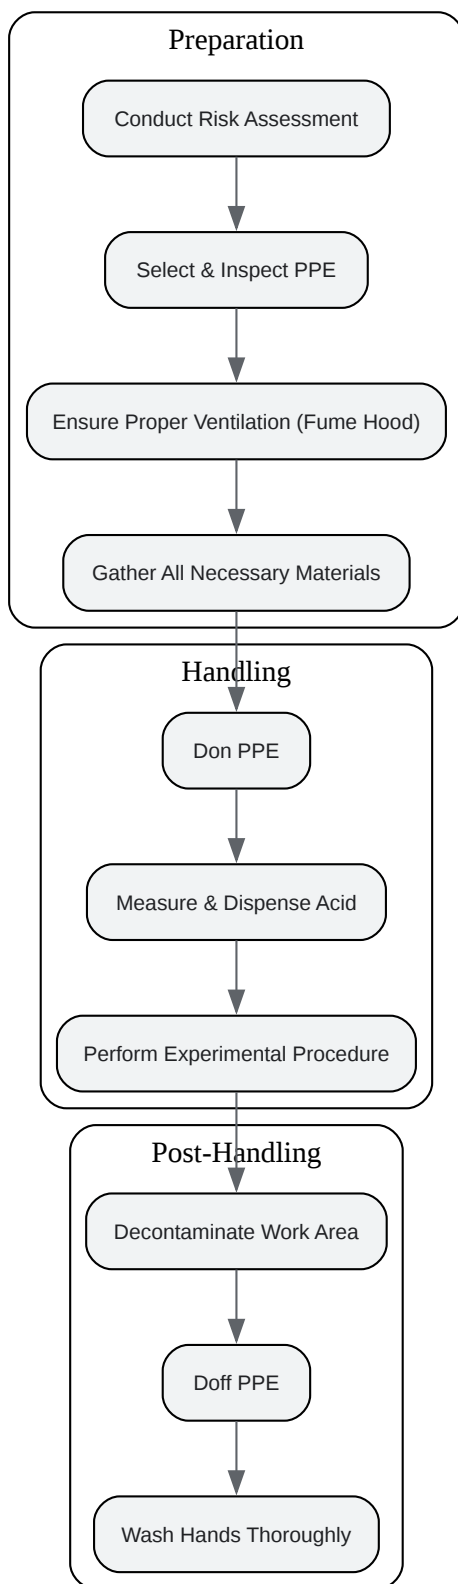 Preparation
Conduct Risk Assessment
Select & Inspect PPE
Ensure Proper Ventilation (Fume Hood)
Gather All Necessary Materials
Handling
Don PPE
Measure & Dispense Acid
Perform Experimental Procedure
Post-Handling
Decontaminate Work Area
Doff PPE
Wash Hands Thoroughly